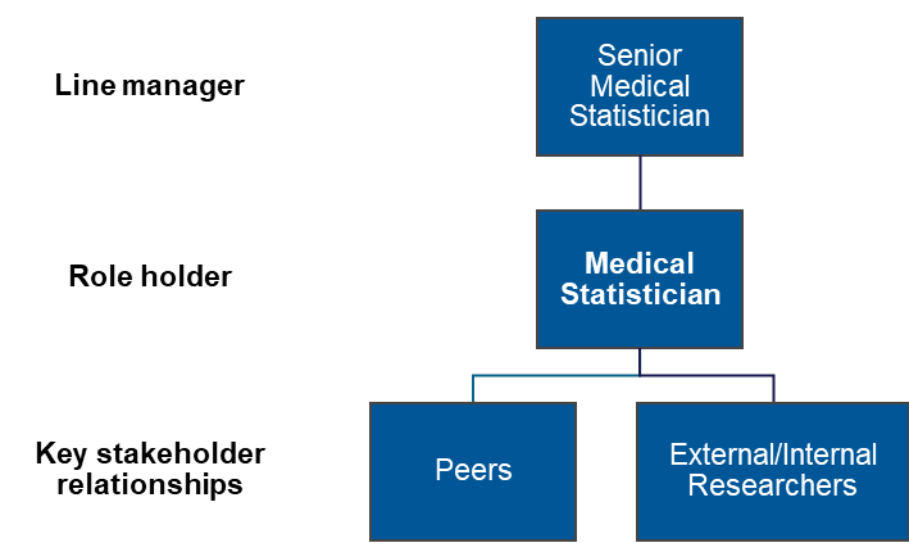 Line manager
Senior
Medical
Statistician
Role holder
Medical
Statistician
Key stakeholder
relationships
Peers
External/Internal
Researchers